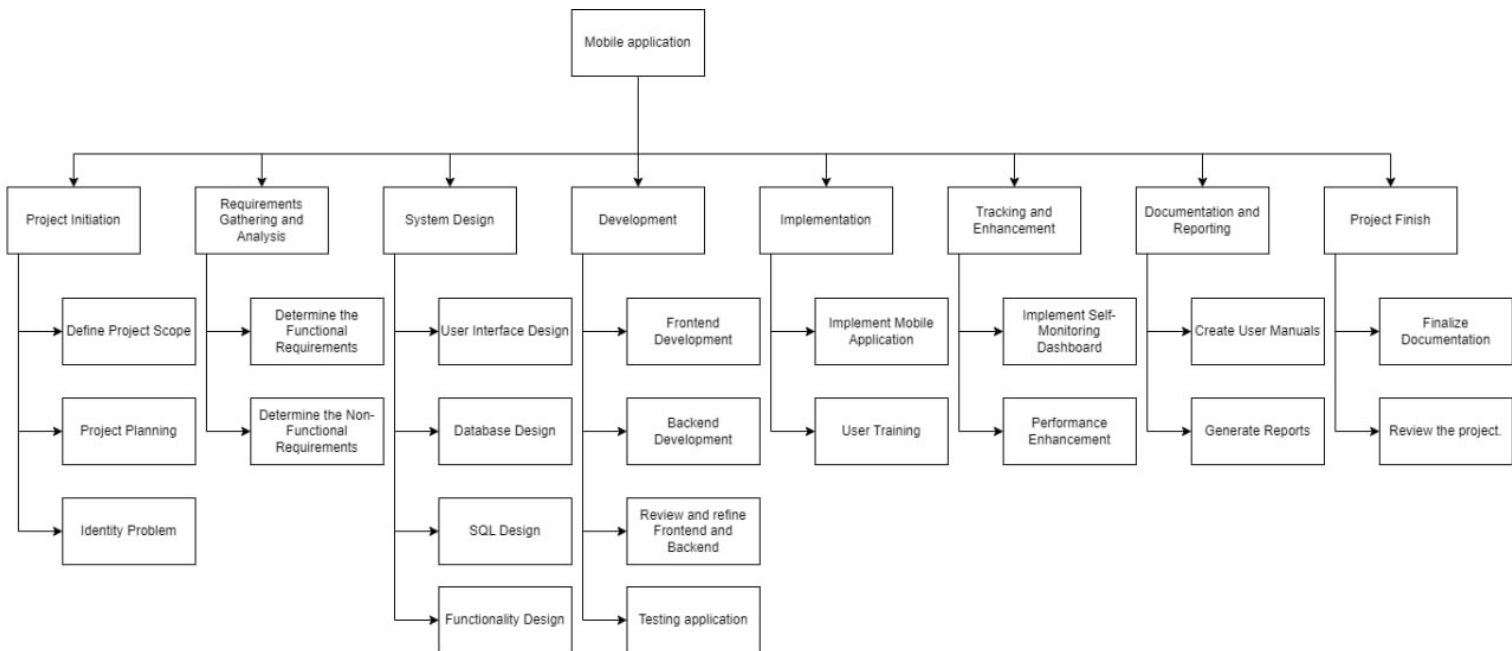 Mobile application
Project Initiation
Requirements
Gathering and
Analysis
System Design
Development
Implementation
Tracking and
Enhancement
Documentation and
Reporting
Project Finish
Define Project Scope
Determine the
Functional
Requirements
User Interface Design
Frontend
Development
Implement Mobile
Application
Implement Self-
Monitoring
Dashboard
Create User Manuals
Finalize
Documentation
Project Planning
Determine the Non-
Functional
Requirements
Database Design
Backend
Development
User Training
Performance
Enhancement
Generate Reports
Review the project.
Identity Problem
SQL Design
Review and refine
Frontend and
Backend
Functionality Design
Testing application